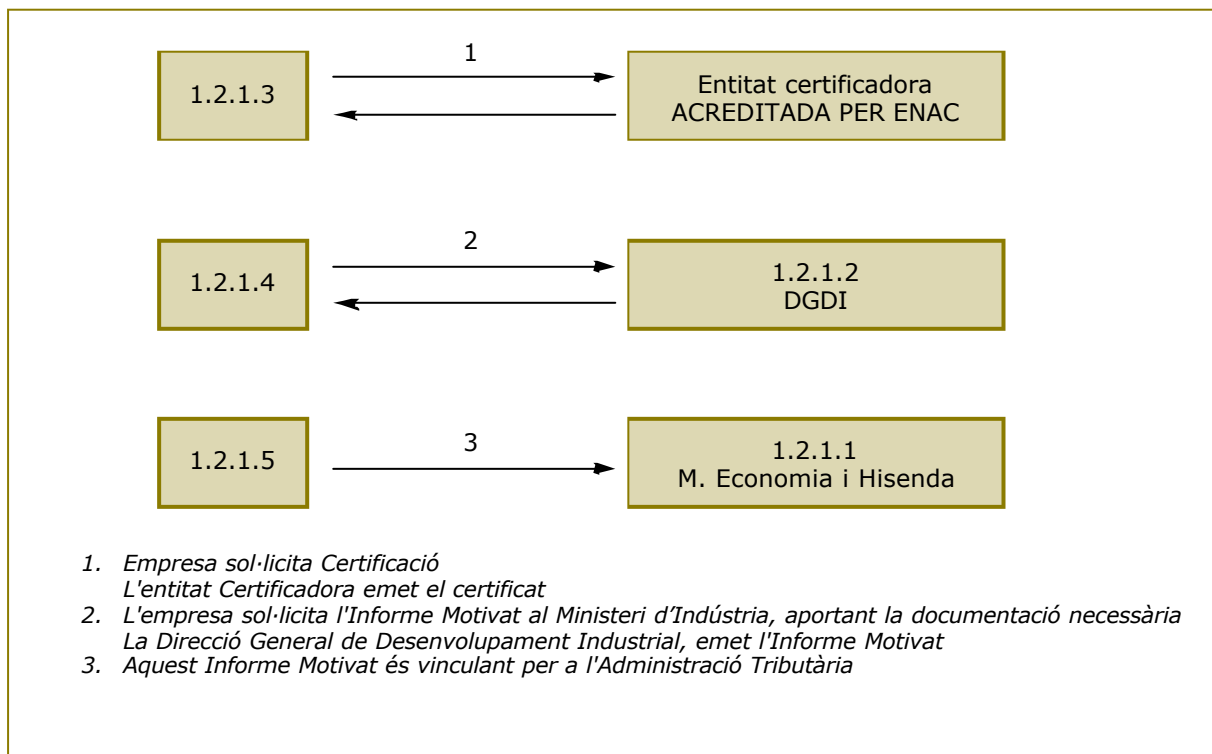 1
1.2.1.3
Entitat certificadora
ACREDITADA PER ENAC
2
1.2.1.4
1.2.1.2
DGDI
3
1.2.1.5
1.2.1.1
M. Economia i Hisenda
1. Empresa sol·licita Certificació
L'entitat Certificadora emet el certificat
2. L'empresa sol·licita l'Informe Motivat al Ministeri d’Indústria, aportant la documentació necessària
La Direcció General de Desenvolupament Industrial, emet l'Informe Motivat
3. Aquest Informe Motivat és vinculant per a l'Administració Tributària